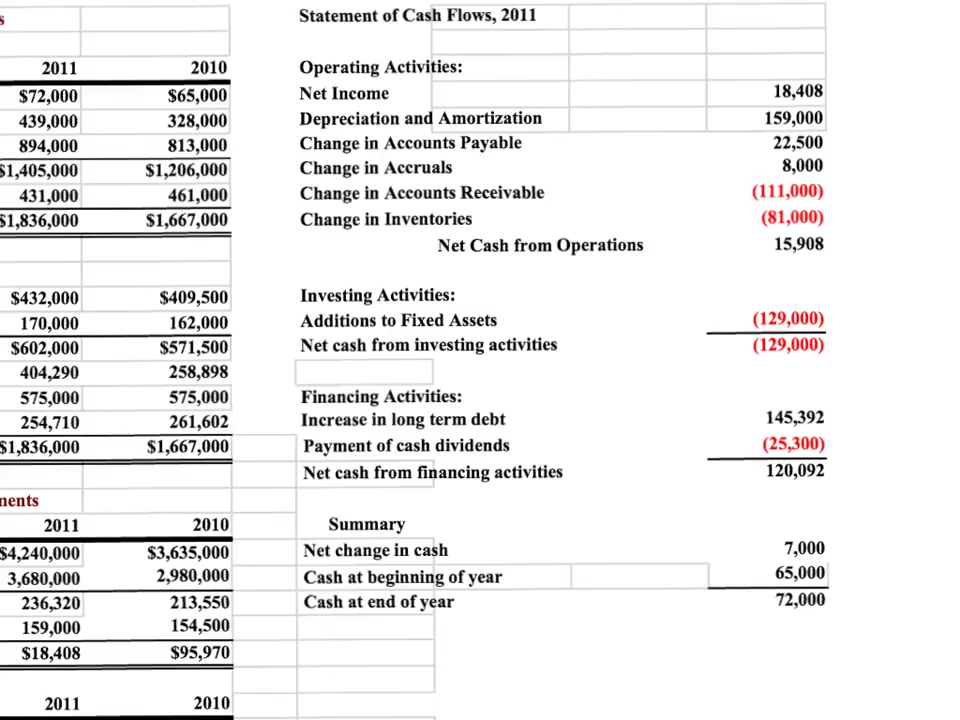 s
2011 2010
$72,000 $65,000
439,000 328,000
894,000 813,000
$1,405,000 $1,206,000
431,000 461,000
$1,836,000 $1,667,000
$432,000 $409,500
170,000 162,000
$602,000 $571,500
404,290 258,898
575,000 575,000
254,710 261,602
$1,836,000 $1,667,000
ments
2011 2010
$4,240,000 $3,635,000
3,680,000 2,980,000
236,320 213,550
159,000 154,500
$18,408 $95,970
2011 2010
Statement of Cash Flows, 2011
Operating Activities:
Net Income 18,408
Depreciation and Amortization 159,000
Change in Accounts Payable 22,500
Change in Accruals 8,000
Change in Accounts Receivable (111,000)
Change in Inventories (81,000)
Net Cash from Operations 15,908
Investing Activities:
Additions to Fixed Assets (129,000)
Net cash from investing activities (129,000)
Financing Activities:
Increase in long term debt 145,392
Payment of cash dividends (25,300)
Net cash from financing activities 120,092
Summary
Net change in cash 7,000
Cash at beginning of year 65,000
Cash at end of year 72,000